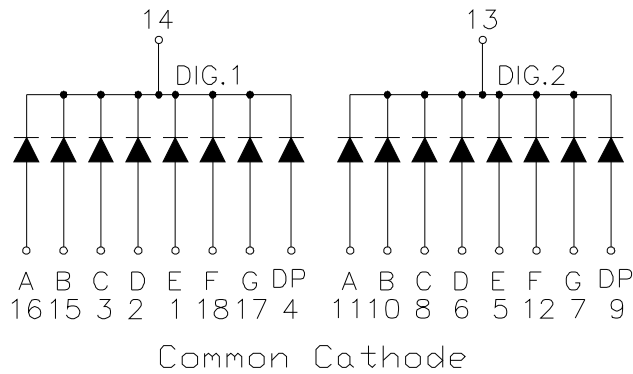 14 13
DIG.1 DIG.2
A B C D E F G DP A B C D E F G DP
16 15 3 2 1 18 17 4 11 10 8 6 5 12 7 9
Common Cathode